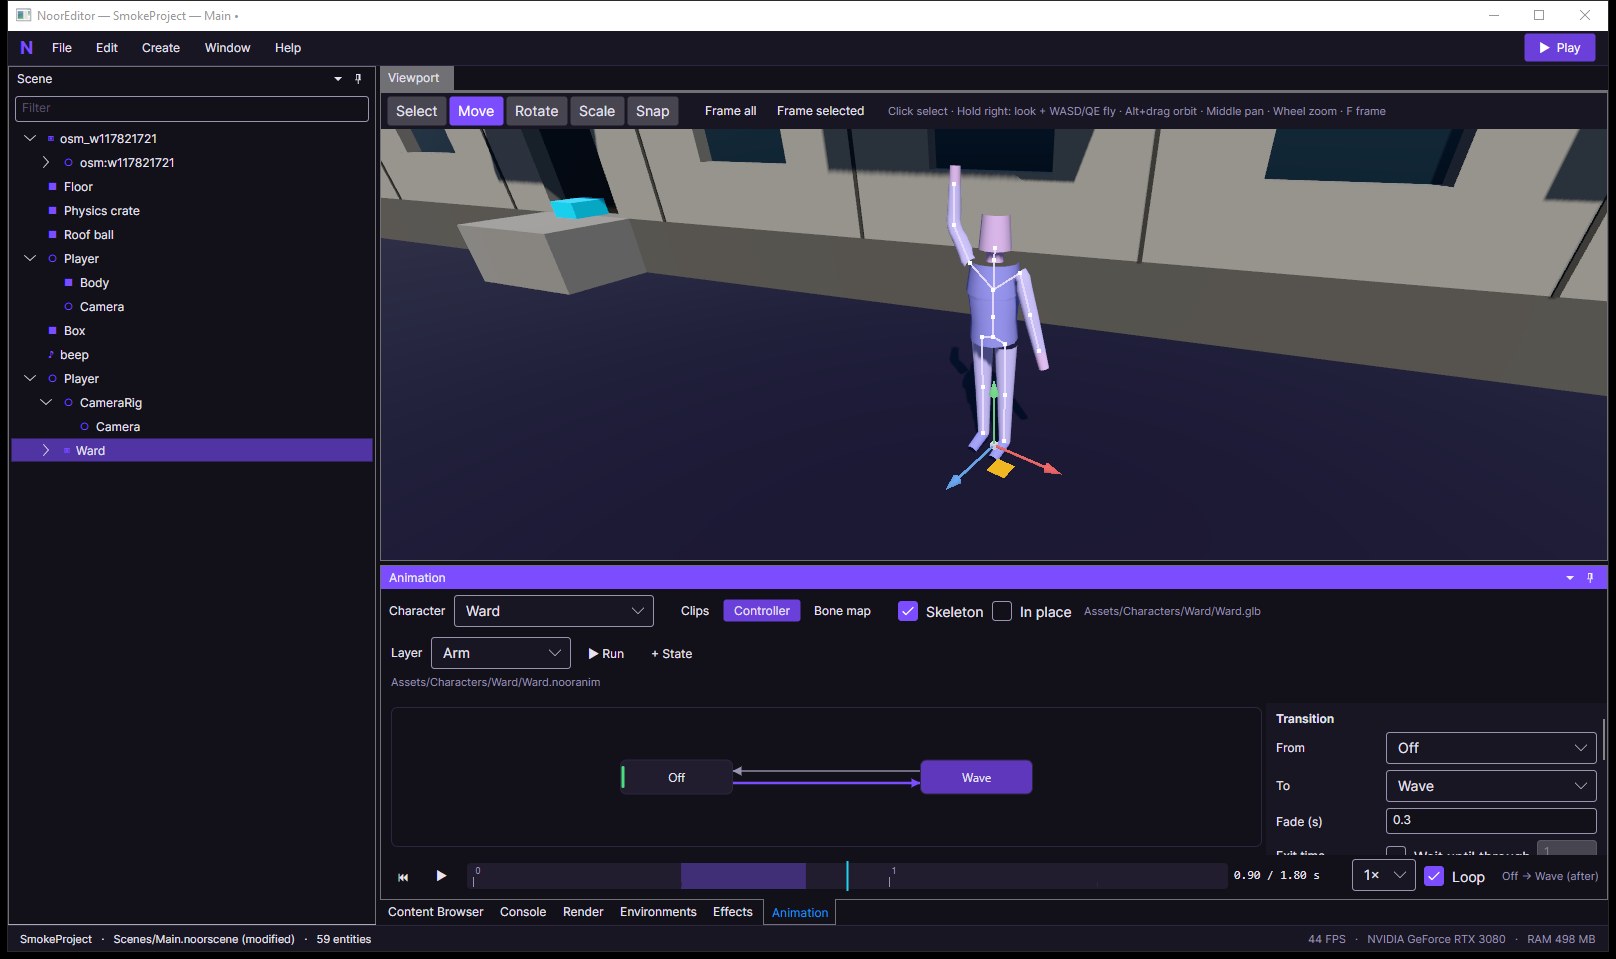 NoorEditor — SmokeProject — Main •
N File Edit Create Window Help
Play
Scene
Filter
osm_w117821721
osm:w117821721
Floor
Physics crate
Roof ball
Player
Body
Camera
Box
beep
Player
CameraRig
Camera
Ward
Viewport
Select Move Rotate Scale Snap Frame all Frame selected Click select · Hold right: look + WASD/QE fly · Alt+drag orbit · Middle pan · Wheel zoom · F frame
Animation
Character Ward Clips Controller Bone map Skeleton In place Assets/Characters/Ward/Ward.glb
Layer Arm Run + State
Assets/Characters/Ward/Ward.nooranim
Off
Wave
Transition
From Off
To Wave
Fade (s) 0.3
Exit time Wait until through 1
0 1 0.90 / 1.80 s 1× Loop Off → Wave (after)
Content Browser Console Render Environments Effects Animation
SmokeProject · Scenes/Main.noorscene (modified) · 59 entities
44 FPS · NVIDIA GeForce RTX 3080 · RAM 498 MB